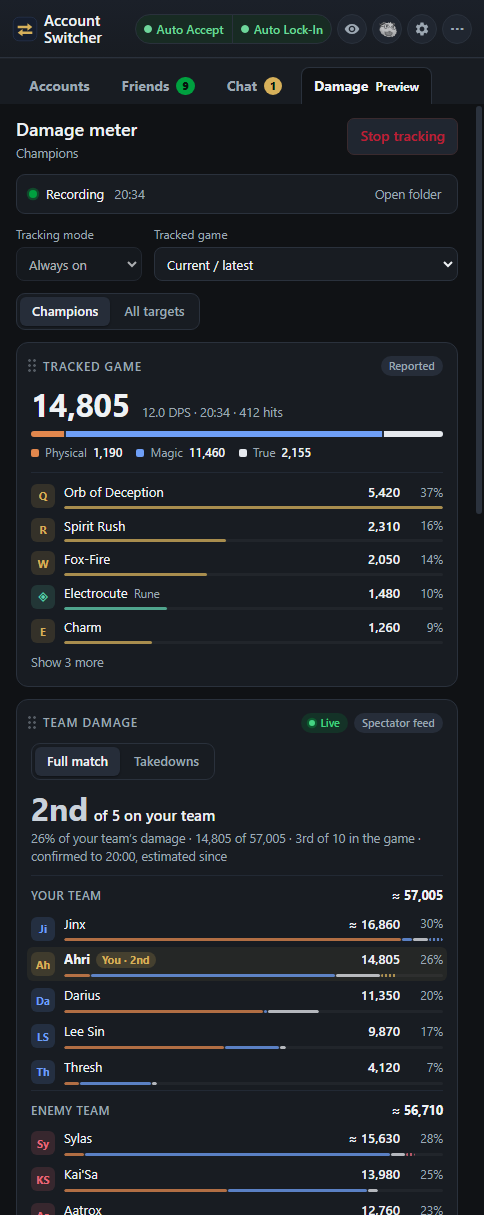 Account Switcher
Auto Accept
Auto Lock-In
Accounts
Friends 9
Chat 1
Damage Preview
Damage meter
Champions
Stop tracking
Recording 20:34
Open folder
Tracking mode
Tracked game
Always on
Current / latest
Champions
All targets
TRACKED GAME
Reported
14,805 12.0 DPS · 20:34 · 412 hits
Physical 1,190 Magic 11,460 True 2,155
Q Orb of Deception 5,420 37%
R Spirit Rush 2,310 16%
W Fox-Fire 2,050 14%
Electrocute Rune 1,480 10%
E Charm 1,260 9%
Show 3 more
TEAM DAMAGE
Live
Spectator feed
Full match
Takedowns
2nd of 5 on your team
26% of your team's damage · 14,805 of 57,005 · 3rd of 10 in the game ·
confirmed to 20:00, estimated since
YOUR TEAM ≈ 57,005
Ji Jinx ≈ 16,860 30%
Ah Ahri You · 2nd 14,805 26%
Da Darius 11,350 20%
LS Lee Sin 9,870 17%
Th Thresh 4,120 7%
ENEMY TEAM ≈ 56,710
Sy Sylas ≈ 15,630 28%
KS Kai'Sa 13,980 25%
Aa Aatrox 12,760 23%